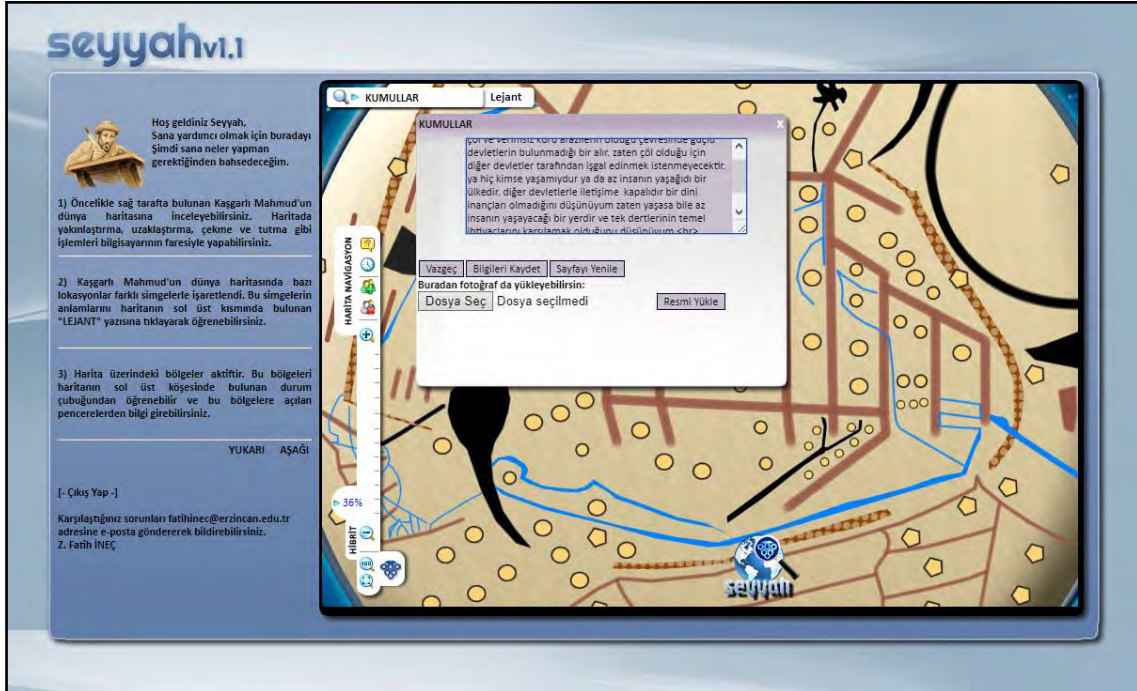 seyyahv1.1
Hoş geldiniz Seyyah,
Sana yardımcı olmak için buradayı
Şimdi sana neler yapman
gerektiğinden bahsedeceğim.
1) Öncelikle sağ tarafta bulunan Kaşgarlı Mahmud'un
dünya haritasına inceleyebilirsiniz. Haritada
yakınlaştırma, uzaklaştırma, çekme ve tutma gibi
işlemleri bilgisayarının faresiyle yapabilirsiniz.
2) Kaşgarlı Mahmud'un dünya haritasında bazı
lokasyonlar farklı simgelerle işaretlendi. Bu simgelerin
anlamlarını haritanın sol üst kısmında bulunan
"LEJANT" yazısına tıklayarak öğrenebilirsiniz.
3) Harita üzerindeki bölgeler aktiftir. Bu bölgeleri
haritanın sol üst köşesinde bulunan durum
çubuğundan öğrenebilir ve bu bölgelere açılan
pencerelerden bilgi girebilirsiniz.
YUKARI AŞAĞI
[- Çıkış Yap -]
Karşılaştığınız sorunları fatihinec@erzincan.edu.tr
adresine e-posta göndererek bildirebilirsiniz.
Z. Fatih İNEÇ
KUMULLAR
Lejant
KUMULLAR
X
çöl ve verimsiz kuru arazilerin olduğu çevresinde güçlü
devletlerin bulunmadığı bir alır. zaten çöl olduğu için
diğer devletler tarafından işgal edinmek istenmeyecektir.
ya hiç kimse yaşamıydur ya da az insanın yaşağıdı bir
ülkedir. diğer devletlerle iletişime kapalıdır bir dini
inançları olmadığını düşünüyum zaten yaşasa bile az
insanın yaşayacağı bir yerdir ve tek dertlerinin temel
ihtiyaçlarını karşılamak olduğunu düşünüyum <br>
Vazgeç Bilgileri Kaydet Sayfayı Yenile
Buradan fotoğraf da yükleyebilirsin:
Dosya Seç Dosya seçilmedi
Resmi Yükle
HARİTA NAVİGASYON
36%
HİBRİT
100
seyyah